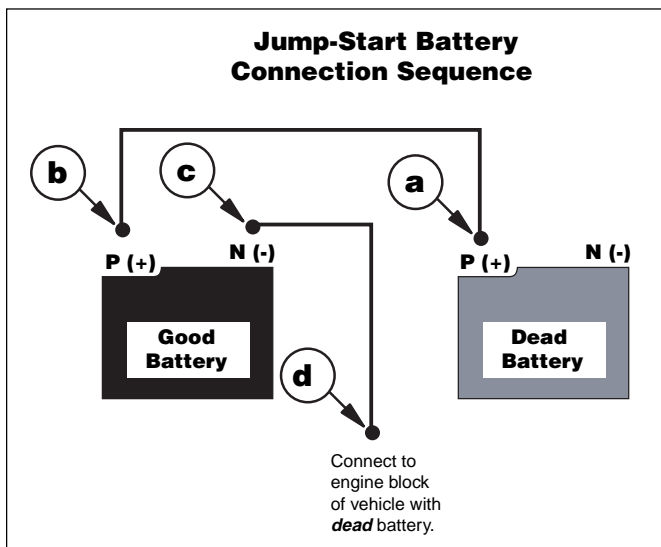 Jump-Start Battery
Connection Sequence
b
c
a
P (+)
N (-)
P (+)
N (-)
Good
Battery
Dead
Battery
d
Connect to
engine block
of vehicle with
dead battery.